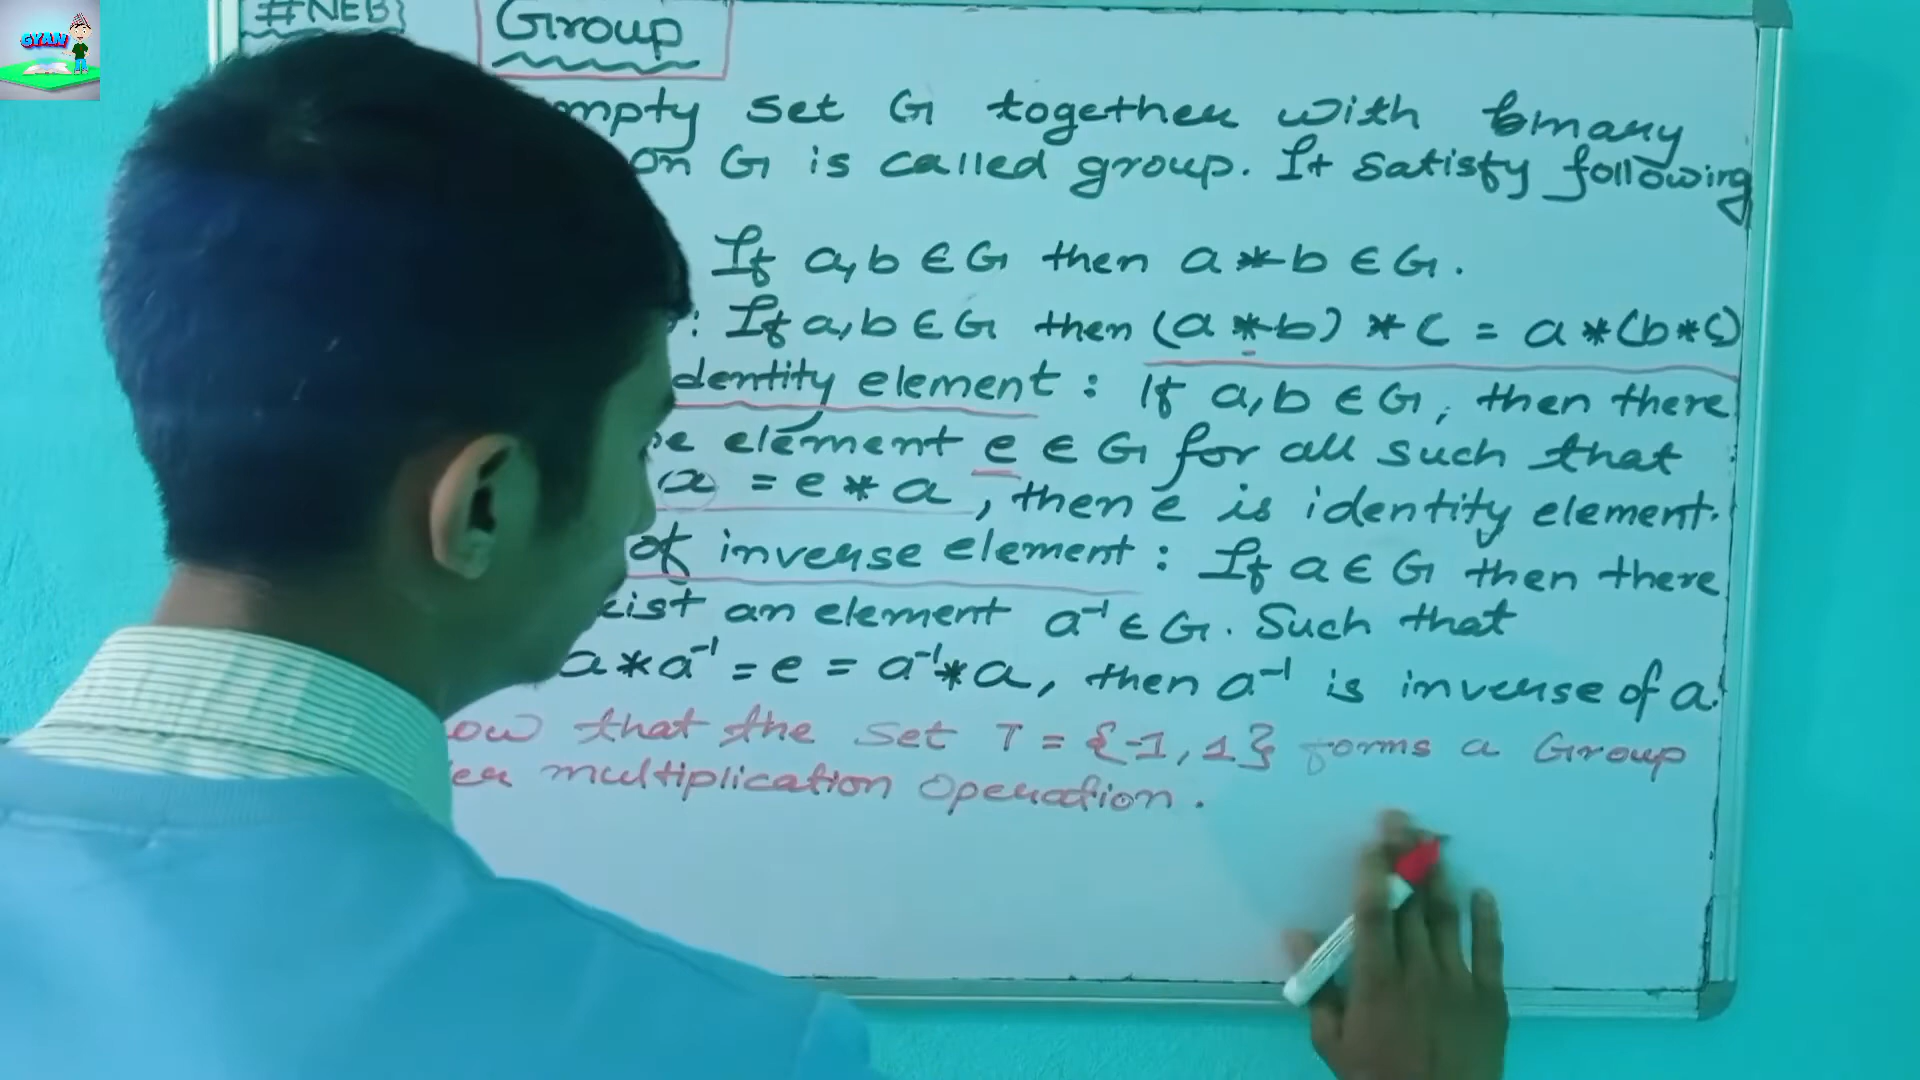 GYAN
#NEB}
Group
mpty set G together with binary
on G is called group. It satisfy following
If a, b ∈ G then a * b ∈ G.
: If a, b ∈ G then (a * b) * c = a * (b * c)
dentity element : If a, b ∈ G, then there
e element e ∈ G for all such that
a = e * a, then e is identity element.
of inverse element : If a ∈ G then there
xist an element a⁻¹ ∈ G. Such that
a * a⁻¹ = e = a⁻¹ * a, then a⁻¹ is inverse of a.
ow that the set T = {-1, 1} forms a Group
er multiplication operation.